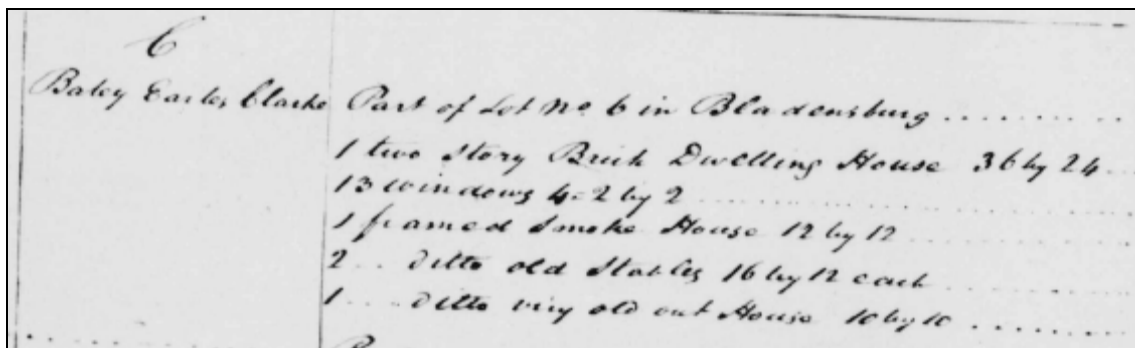 C
Batey Earles Clarke Part of Lot No. 6 in Bladensburg ..........
1 two Story Brick Dwelling House 36 by 24 ...
13 windows 4-2 by 2 ..........
1 framed Smoke House 12 by 12 ..........
2 .. ditto old Stables 16 by 12 each ..........
1 ... ditto very old out House 10 by 10 ..........